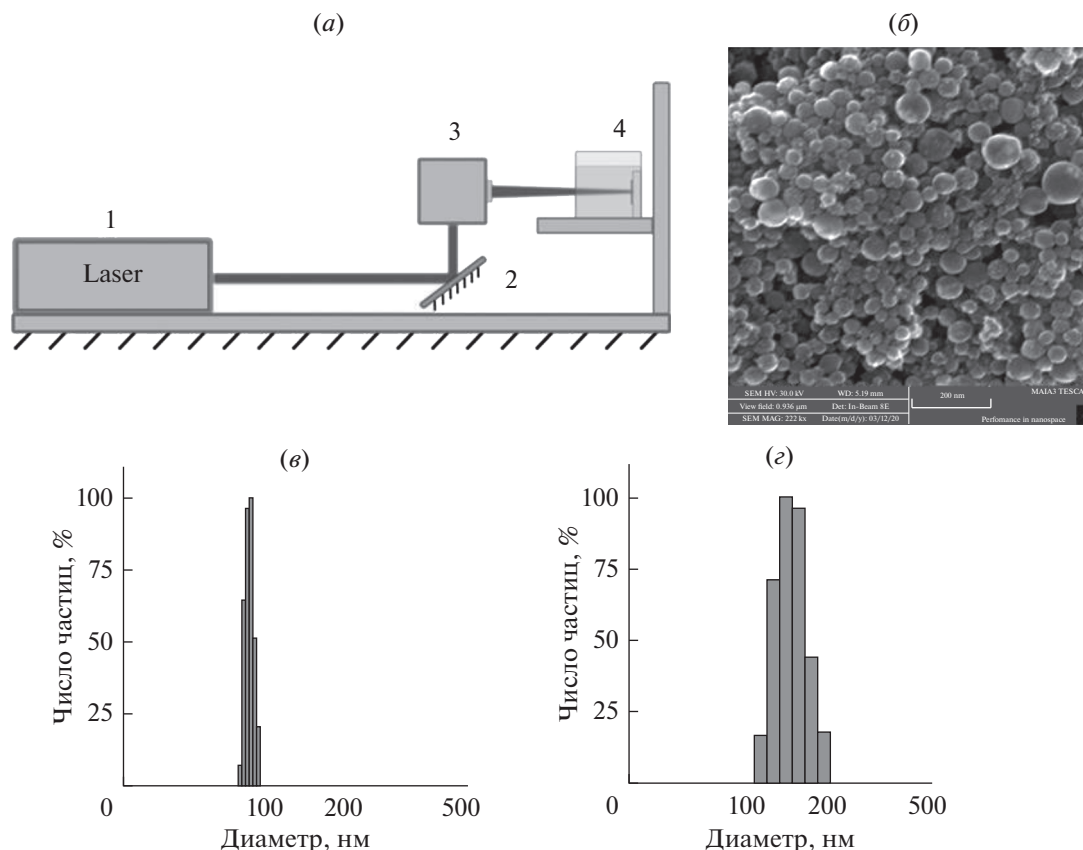 (а)
(б)
1
Laser
2
3
4
SEM HV: 30.0 kV WD: 5.19 mm MAIA3 TESCA
View field: 0.936 µm Det: In-Beam 8E 200 nm
SEM MAG: 222 kx Date(m/d/y): 03/12/20 Perfomance in nanospace
(в)
Число частиц, %
100
75
50
25
0 100 200 500
Диаметр, нм
(г)
Число частиц, %
100
75
50
25
0 100 200 500
Диаметр, нм